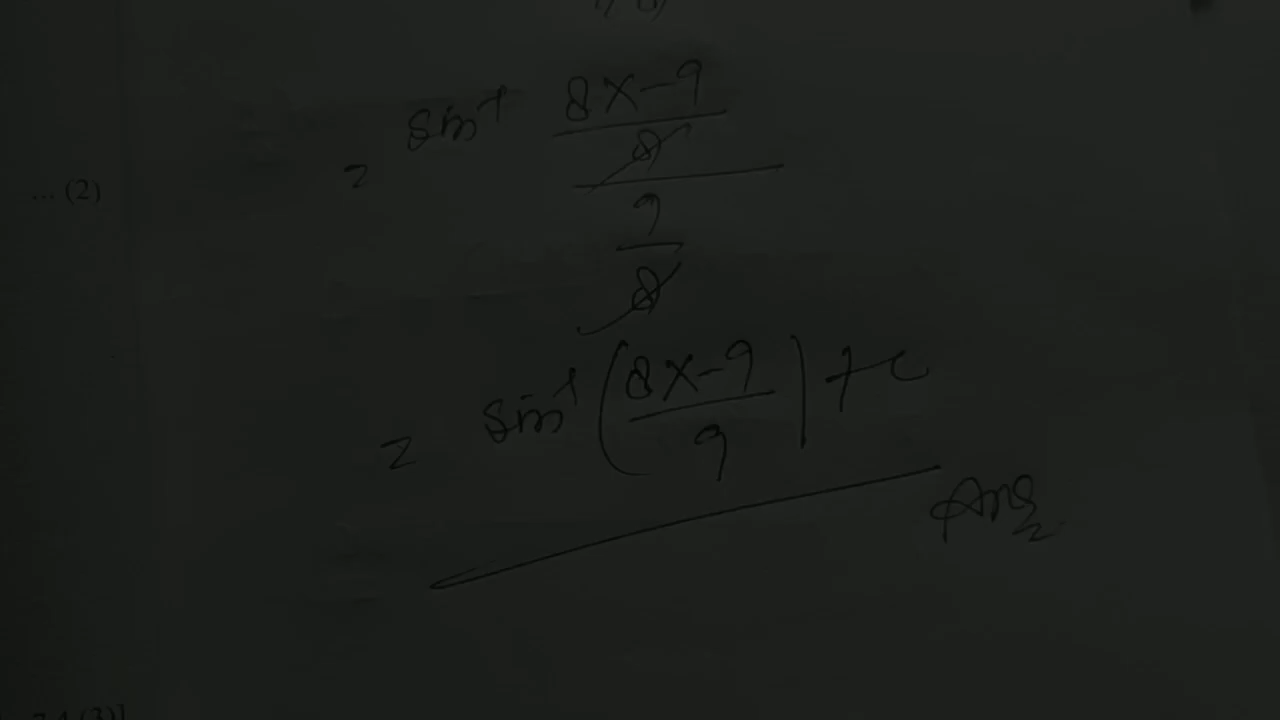 = sin⁻¹ 8x-9
8
9
8
... (2)
= sin⁻¹ (8x-9 / 9) + c
Ans